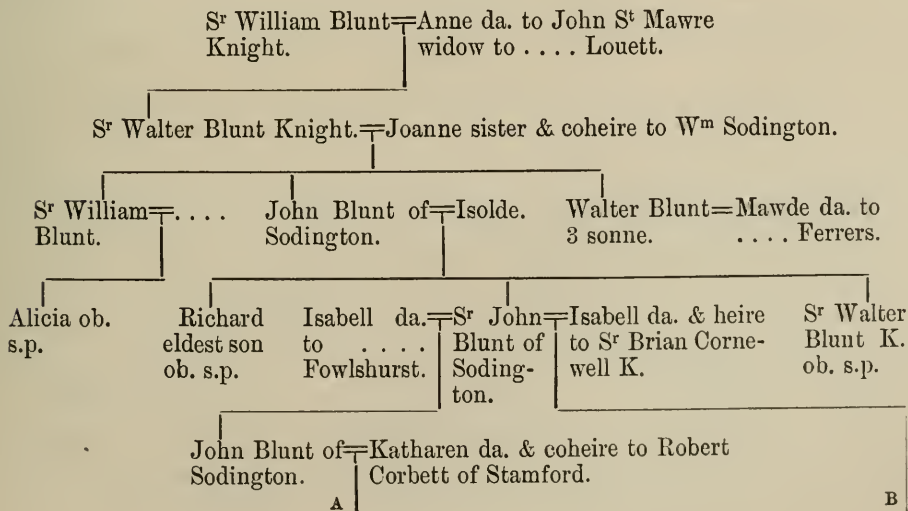 Sʳ William Blunt=Anne da. to John Sᵗ Mawre
Knight. widow to . . . . Louett.
Sʳ Walter Blunt Knight.=Joanne sister & coheire to Wᵐ Sodington.
Sʳ William=. . . . John Blunt of=Isolde. Walter Blunt=Mawde da. to
Blunt. Sodington. 3 sonne. . . . . Ferrers.
Alicia ob. Richard Isabell da.=Sʳ John=Isabell da. & heire Sʳ Walter
s.p. eldest son to . . . . Blunt of to Sʳ Brian Corne- Blunt K.
ob. s.p. Fowlshurst. Soding- well K. ob. s.p.
ton.
John Blunt of=Katharen da. & coheire to Robert
Sodington. Corbett of Stamford.
A B